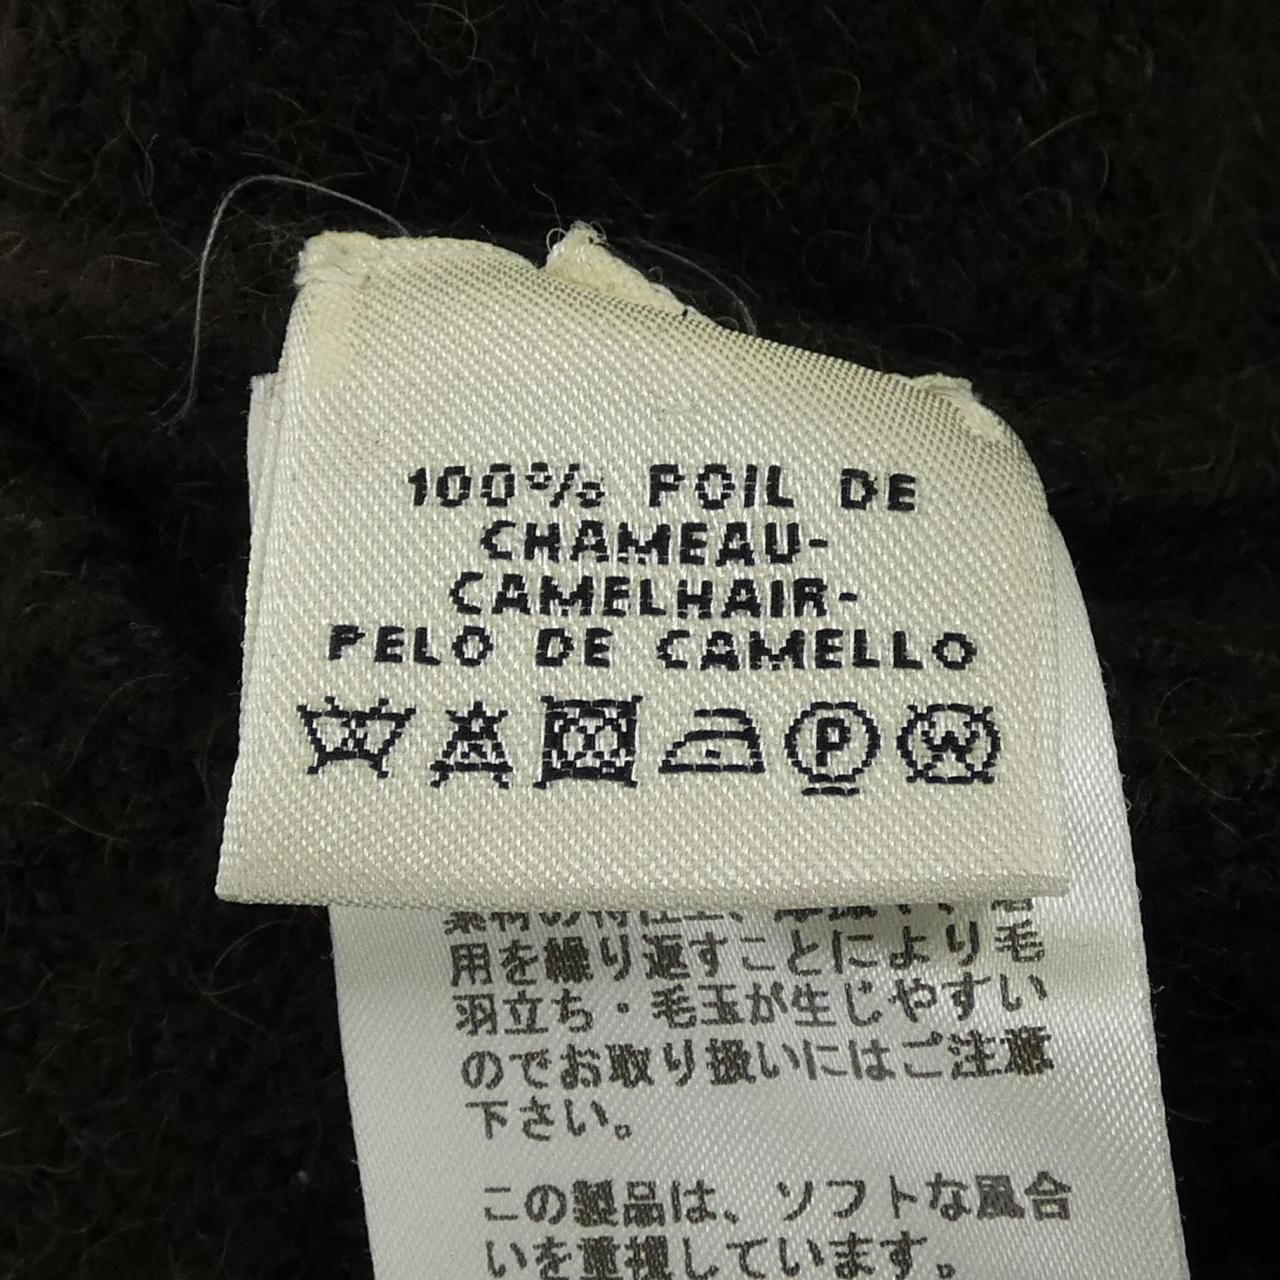 100% POIL DE
CHAMEAU-
CAMELHAIR-
PELO DE CAMELLO
P W
用を繰り返すことにより毛
羽立ち・毛玉が生じやすい
のでお取り扱いにはご注意
下さい。
この製品は、ソフトな風合
いを重視しています。